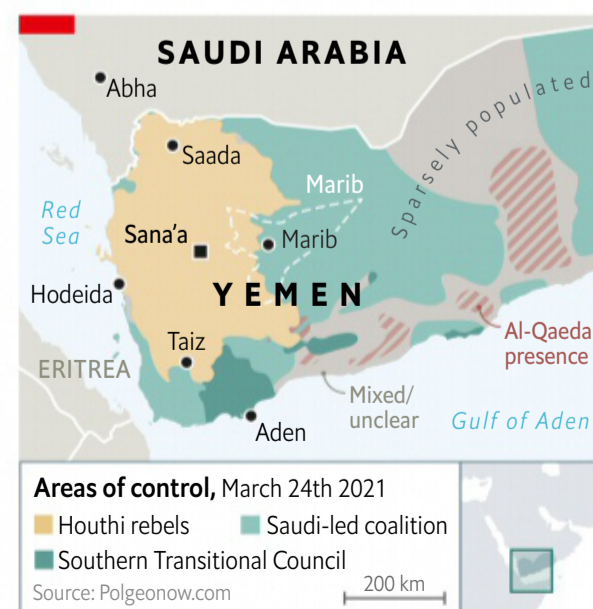 SAUDI ARABIA
Abha
Sparsely populated
Saada
Marib
Red
Sea
Sana’a
Marib
Hodeida
YEMEN
Taiz
Al-Qaeda
presence
ERITREA
Mixed/
unclear
Gulf of Aden
Aden
Areas of control, March 24th 2021
Houthi rebels
Saudi-led coalition
Southern Transitional Council
Source: Polgeonow.com
200 km